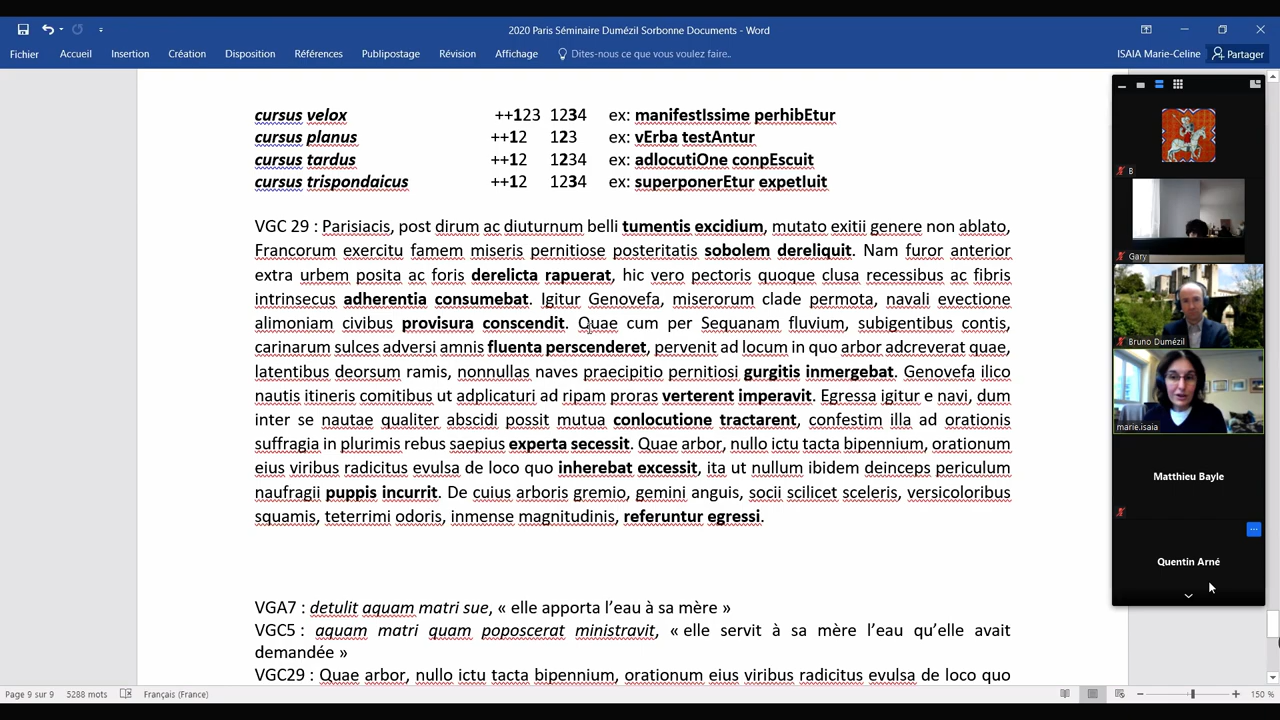 2020 Paris Séminaire Dumézil Sorbonne Documents - Word
Fichier Accueil Insertion Création Disposition Références Publipostage Révision Affichage Dites-nous ce que vous voulez faire.. ISAIA Marie-Celine Partager
cursus velox ++123 1234 ex: manifestIssime perhibEtur
cursus planus ++12 123 ex: vErba testAntur
cursus tardus ++12 1234 ex: adlocutiOne conpEscuit
cursus trispondaicus ++12 1234 ex: superponerEtur expetIuit
VGC 29 : Parisiacis, post dirum ac diuturnum belli tumentis excidium, mutato exitii genere non ablato,
Francorum exercitu famem miseris pernitiose posteritatis sobolem dereliquit. Nam furor anterior
extra urbem posita ac foris derelicta rapuerat, hic vero pectoris quoque clusa recessibus ac fibris
intrinsecus adherentia consumebat. Igitur Genovefa, miserorum clade permota, navali evectione
alimoniam civibus provisura conscendit. Quae cum per Sequanam fluvium, subigentibus contis,
carinarum sulces adversi amnis fluenta perscenderet, pervenit ad locum in quo arbor adcreverat quae,
latentibus deorsum ramis, nonnullas naves praecipitio pernitiosi gurgitis inmergebat. Genovefa ilico
nautis itineris comitibus ut adplicaturi ad ripam proras verterent imperavit. Egressa igitur e navi, dum
inter se nautae qualiter abscidi possit mutua conlocutione tractarent, confestim illa ad orationis
suffragia in plurimis rebus saepius experta secessit. Quae arbor, nullo ictu tacta bipennium, orationum
eius viribus radicitus evulsa de loco quo inherebat excessit, ita ut nullum ibidem deinceps periculum
naufragii puppis incurrit. De cuius arboris gremio, gemini anguis, socii scilicet sceleris, versicoloribus
squamis, teterrimi odoris, inmense magnitudinis, referuntur egressi.
VGA7 : detulit aquam matri sue, « elle apporta l'eau à sa mère »
VGC5 : aquam matri quam poposcerat ministravit, « elle servit à sa mère l'eau qu'elle avait
demandée »
VGC29 : Quae arbor, nullo ictu tacta bipennium, orationum eius viribus radicitus evulsa de loco quo
B
Gary
Bruno Dumézil
marie.isaia
Matthieu Bayle
Quentin Arné
Page 9 sur 9 5288 mots Français (France) 150 %